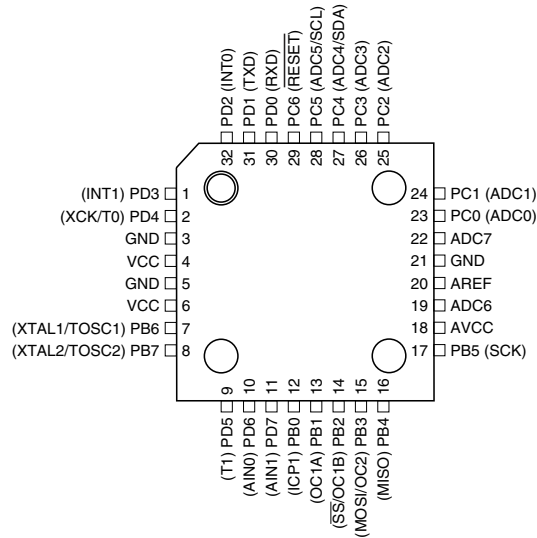 32 PD2 (INT0)
31 PD1 (TXD)
30 PD0 (RXD)
29 PC6 (RESET)
28 PC5 (ADC5/SCL)
27 PC4 (ADC4/SDA)
26 PC3 (ADC3)
25 PC2 (ADC2)
(INT1) PD3 1
(XCK/T0) PD4 2
GND 3
VCC 4
GND 5
VCC 6
(XTAL1/TOSC1) PB6 7
(XTAL2/TOSC2) PB7 8
24 PC1 (ADC1)
23 PC0 (ADC0)
22 ADC7
21 GND
20 AREF
19 ADC6
18 AVCC
17 PB5 (SCK)
(T1) PD5 9
(AIN0) PD6 10
(AIN1) PD7 11
(ICP1) PB0 12
(OC1A) PB1 13
(SS/OC1B) PB2 14
(MOSI/OC2) PB3 15
(MISO) PB4 16